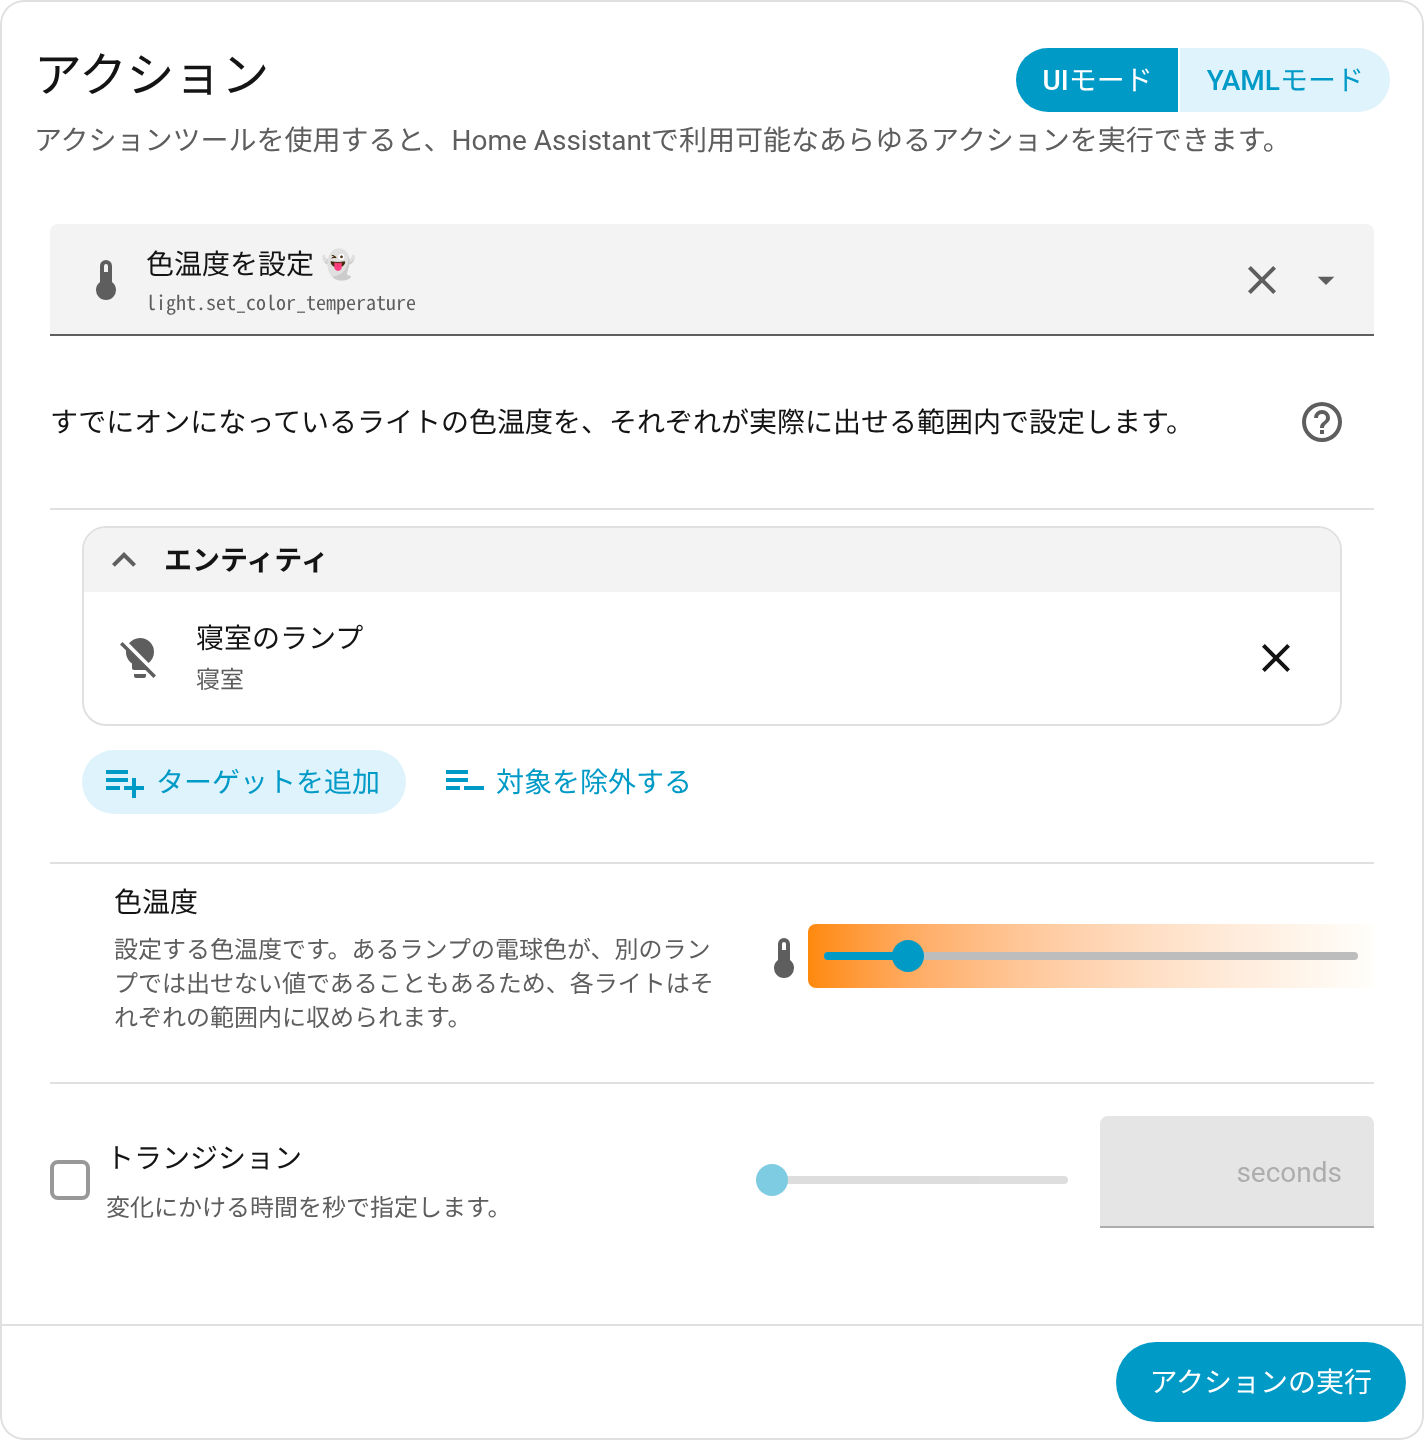 アクション
UIモード
YAMLモード
アクションツールを使用すると、Home Assistantで利用可能なあらゆるアクションを実行できます。
色温度を設定 👻
light.set_color_temperature
すでにオンになっているライトの色温度を、それぞれが実際に出せる範囲内で設定します。
エンティティ
寝室のランプ
寝室
ターゲットを追加
対象を除外する
色温度
設定する色温度です。あるランプの電球色が、別のラン
プでは出せない値であることもあるため、各ライトはそ
れぞれの範囲内に収められます。
トランジション
変化にかける時間を秒で指定します。
seconds
アクションの実行